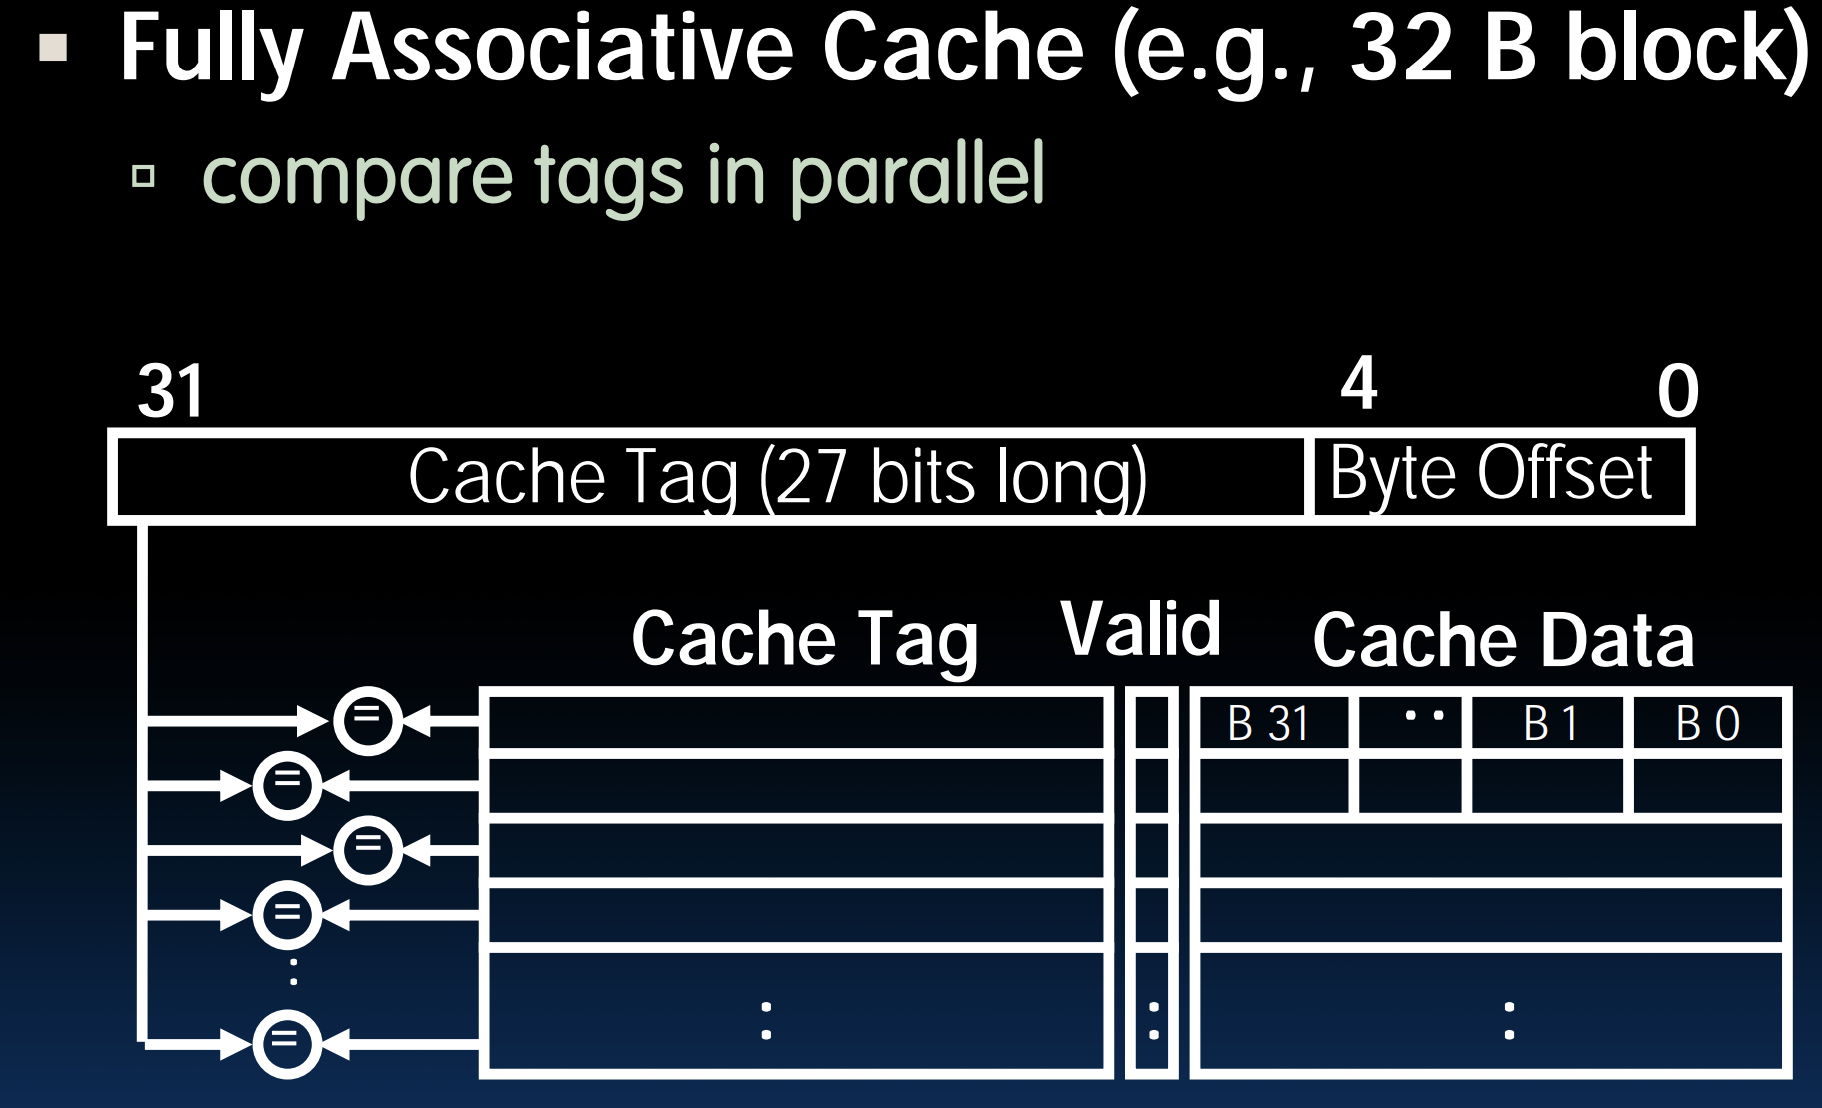 Fully Associative Cache (e.g., 32 B block)
compare tags in parallel
31 4 0
Cache Tag (27 bits long) Byte Offset
Cache Tag Valid Cache Data
= B 31 ·· B 1 B 0
=
=
=
:
= : : :